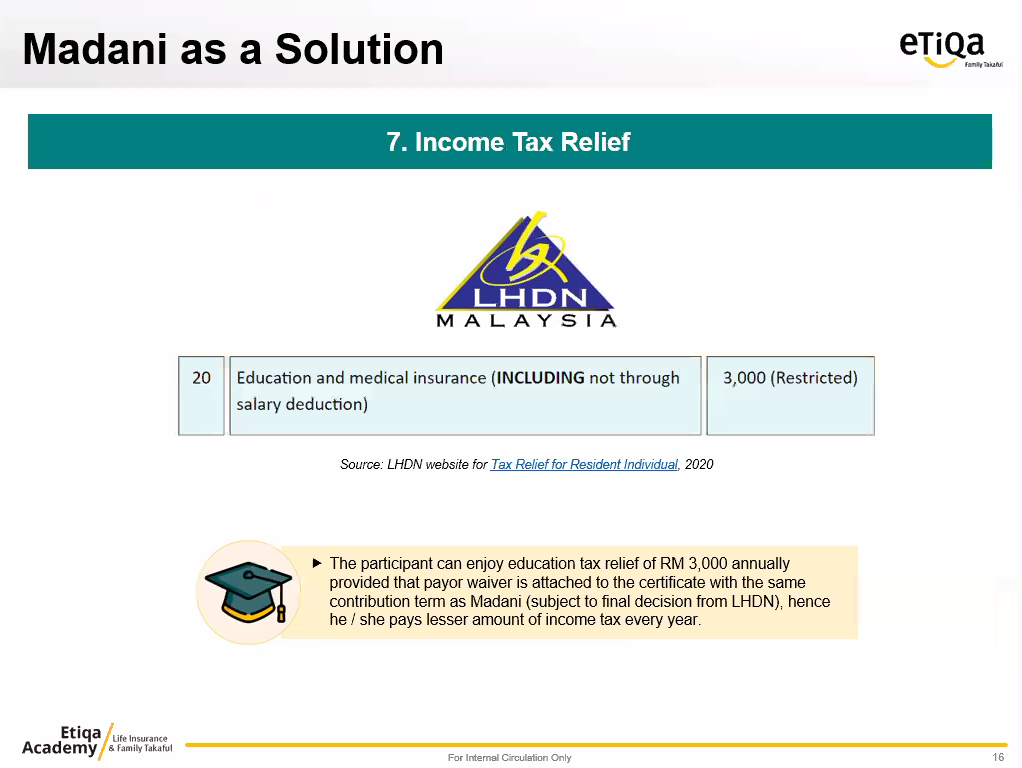 Madani as a Solution
eTiQa
Family Takaful
7. Income Tax Relief
LHDN
MALAYSIA
20
Education and medical insurance (INCLUDING not through
salary deduction)
3,000 (Restricted)
Source: LHDN website for Tax Relief for Resident Individual, 2020
The participant can enjoy education tax relief of RM 3,000 annually
provided that payor waiver is attached to the certificate with the same
contribution term as Madani (subject to final decision from LHDN), hence
he / she pays lesser amount of income tax every year.
Etiqa
Academy
Life Insurance
& Family Takaful
For Internal Circulation Only
16